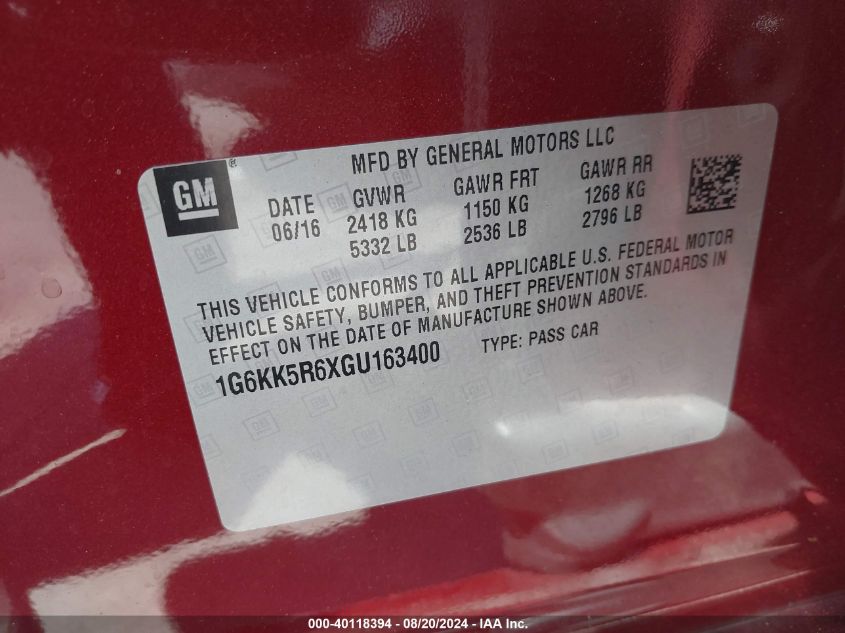 GM ®
MFD BY GENERAL MOTORS LLC
DATE GVWR GAWR FRT GAWR RR
06/16 2418 KG 1150 KG 1268 KG
5332 LB 2536 LB 2796 LB
THIS VEHICLE CONFORMS TO ALL APPLICABLE U.S. FEDERAL MOTOR
VEHICLE SAFETY, BUMPER, AND THEFT PREVENTION STANDARDS IN
EFFECT ON THE DATE OF MANUFACTURE SHOWN ABOVE.
1G6KK5R6XGU163400 TYPE: PASS CAR
000-40118394 - 08/20/2024 - IAA Inc.